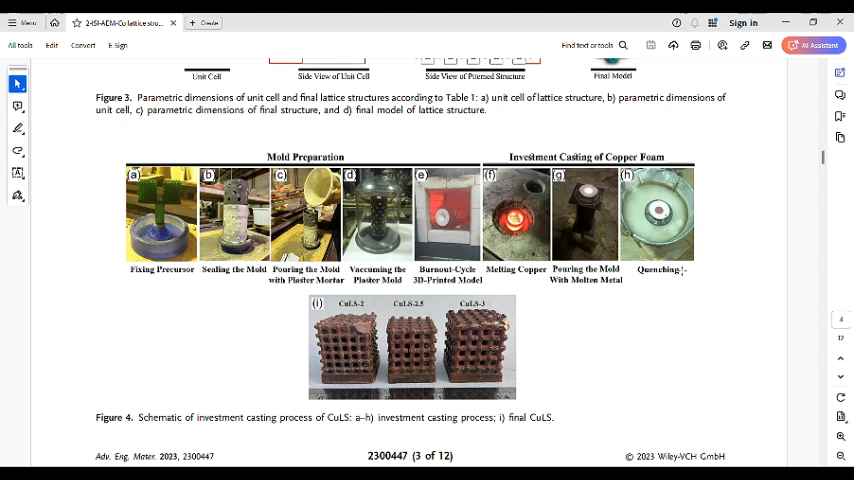 Menu
2-ISI-AEM-Cu lattice stru...
Create
Sign in
All tools
Edit
Convert
E-Sign
Find text or tools
AI Assistant
Unit Cell
Side View of Unit Cell
Side View of Pterned Structure
Final Model
Figure 3. Parametric dimensions of unit cell and final lattice structures according to Table 1: a) unit cell of lattice structure, b) parametric dimensions of
unit cell, c) parametric dimensions of final structure, and d) final model of lattice structure.
Mold Preparation
Investment Casting of Copper Foam
(a) (b) (c) (d) (e) (f) (g) (h)
Fixing Precursor
Sealing the Mold
Pouring the Mold
with Plaster Mortar
Vaccuming the
Plaster Mold
Burnout-Cycle
3D-Printed Model
Melting Copper
Pouring the Mold
With Molten Metal
Quenching
(i) CuLS-2 CuLS-2.5 CuLS-3
Figure 4. Schematic of investment casting process of CuLS: a–h) investment casting process; i) final CuLS.
Adv. Eng. Mater. 2023, 2300447
2300447 (3 of 12)
© 2023 Wiley-VCH GmbH
12